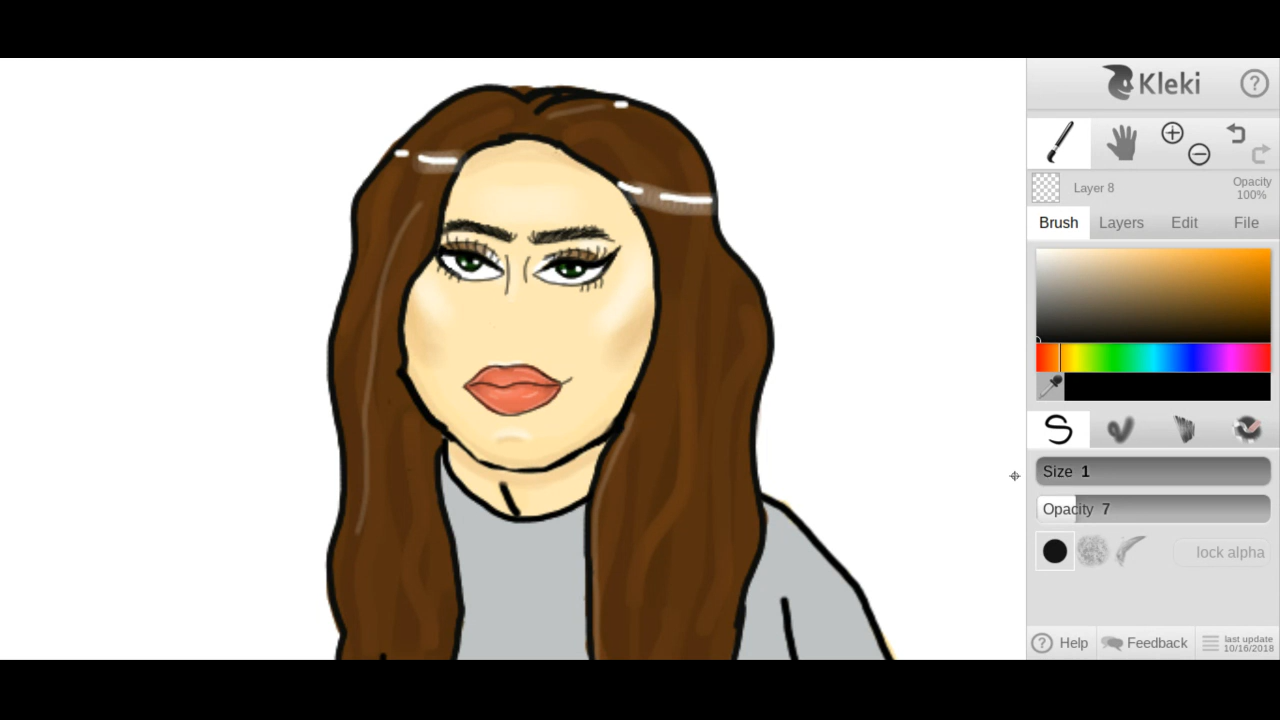 Kleki
?
Layer 8
Opacity
100%
Brush Layers Edit File
Size 1
Opacity 7
lock alpha
? Help Feedback last update
10/16/2018